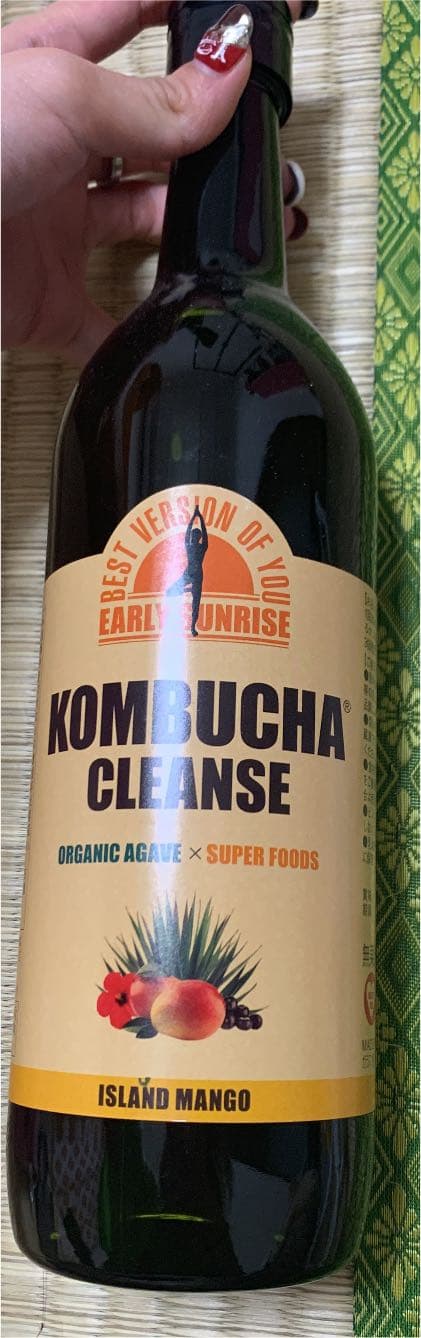 BEST VERSION OF YOU
EARLY SUNRISE
KOMBUCHA®
CLEANSE
ORGANIC AGAVE × SUPER FOODS
ISLAND MANGO